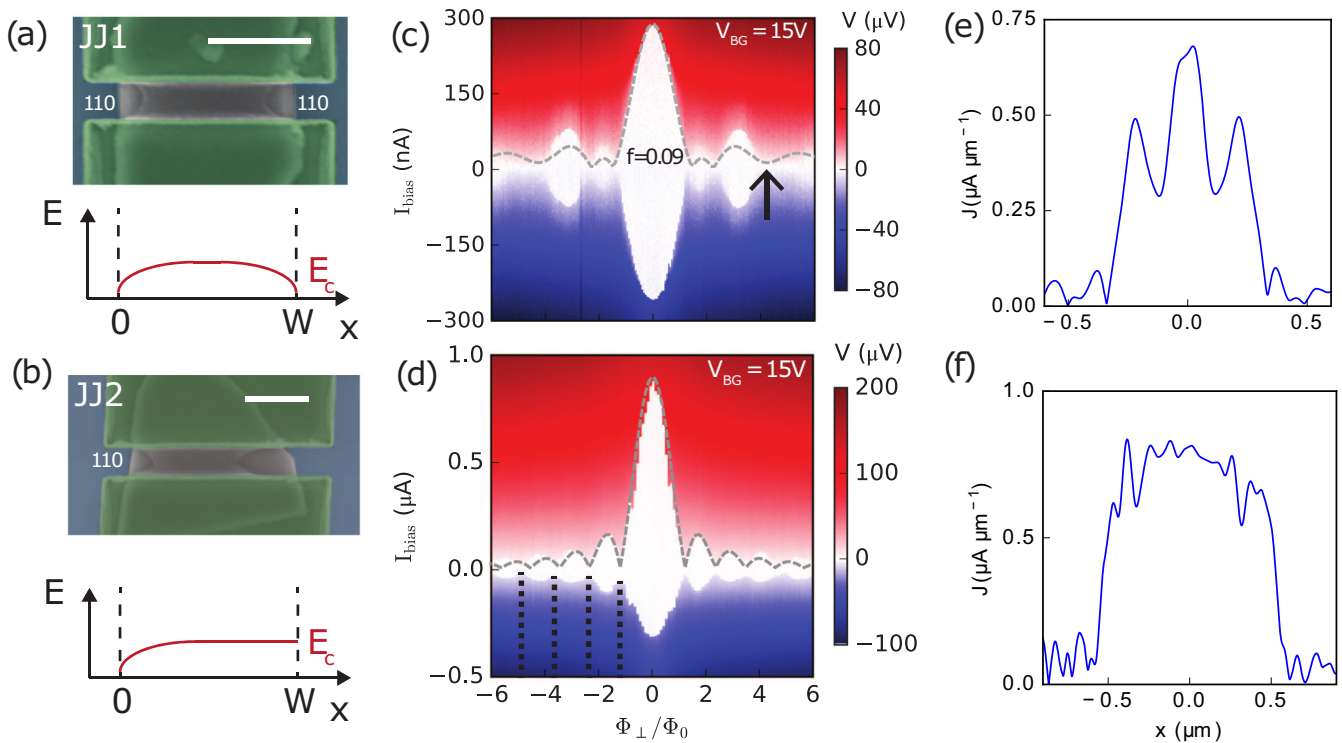 (a)
JJ1
110
110
E
E_c
0
W
x
(b)
JJ2
110
E
E_c
0
W
x
(c)
V_BG = 15V
f=0.09
I_bias (nA)
300
150
0
−150
−300
V (µV)
80
40
0
−40
−80
(d)
V_BG = 15V
I_bias (µA)
1.0
0.5
0.0
−0.5
−6
−4
−2
0
2
4
6
Φ_⊥/Φ_0
V (µV)
200
100
0
−100
(e)
J(µA µm⁻¹)
0.75
0.50
0.25
0.00
−0.5
0.0
0.5
(f)
J(µA µm⁻¹)
1.0
0.5
0.0
−0.5
0.0
0.5
x (µm)